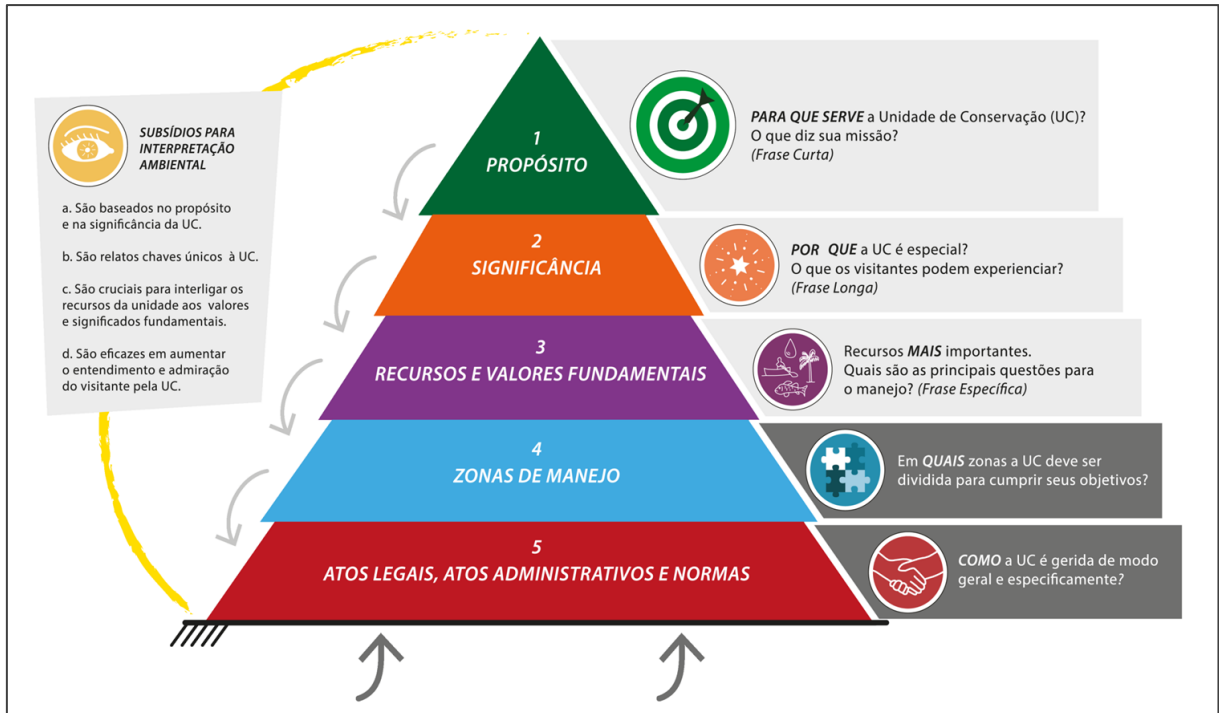 SUBSÍDIOS PARA
INTERPRETAÇÃO
AMBIENTAL
a. São baseados no propósito
e na significância da UC.
b. São relatos chaves únicos à UC.
c. São cruciais para interligar os
recursos da unidade aos valores
e significados fundamentais.
d. São eficazes em aumentar
o entendimento e admiração
do visitante pela UC.
1
PROPÓSITO
PARA QUE SERVE a Unidade de Conservação (UC)?
O que diz sua missão?
(Frase Curta)
2
SIGNIFICÂNCIA
POR QUE a UC é especial?
O que os visitantes podem experienciar?
(Frase Longa)
3
RECURSOS E VALORES FUNDAMENTAIS
Recursos MAIS importantes.
Quais são as principais questões para
o manejo? (Frase Específica)
4
ZONAS DE MANEJO
Em QUAIS zonas a UC deve ser
dividida para cumprir seus objetivos?
5
ATOS LEGAIS, ATOS ADMINISTRATIVOS E NORMAS
COMO a UC é gerida de modo
geral e especificamente?